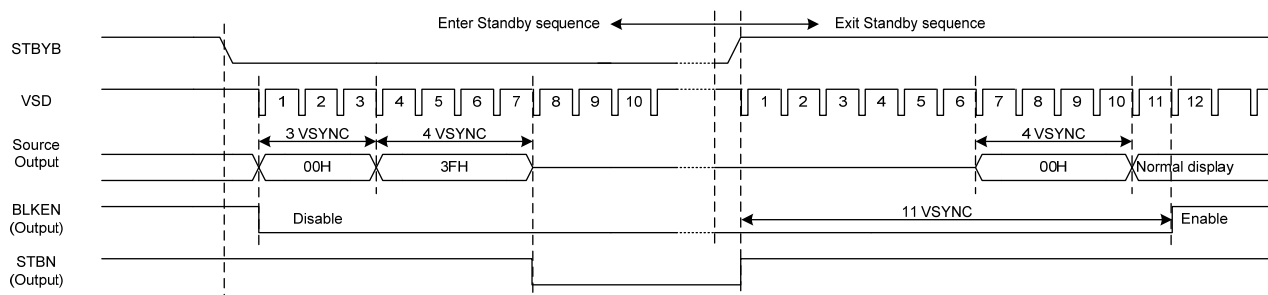 Enter Standby sequence Exit Standby sequence
STBYB
VSD 1 2 3 4 5 6 7 8 9 10 1 2 3 4 5 6 7 8 9 10 11 12
3 VSYNC 4 VSYNC 4 VSYNC
Source
Output
00H 3FH 00H Normal display
BLKEN
(Output)
Disable 11 VSYNC Enable
STBN
(Output)